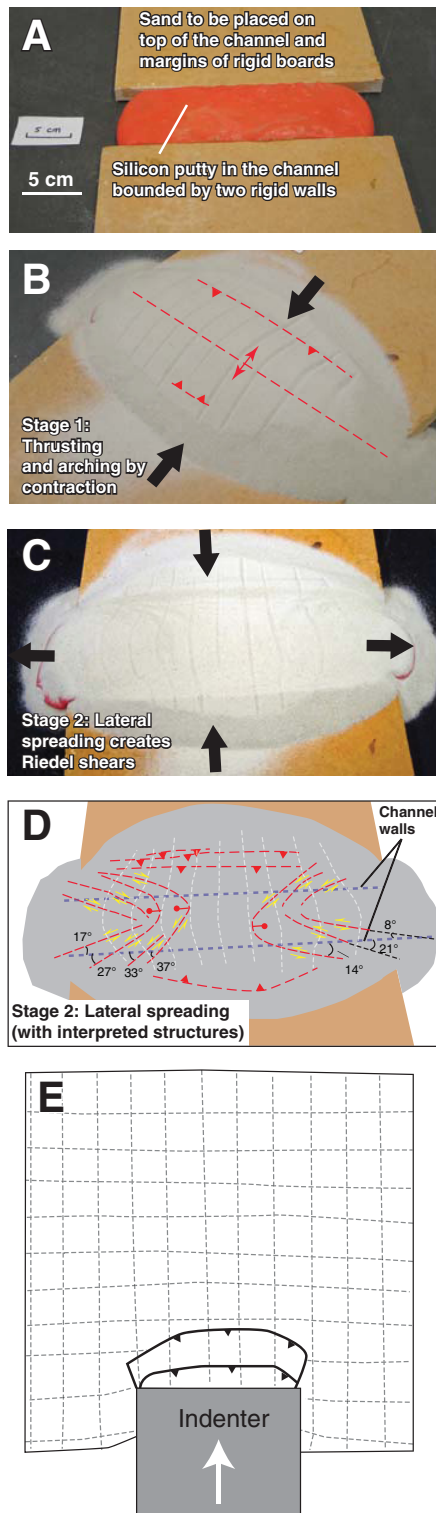 A
Sand to be placed on
top of the channel and
margins of rigid boards
5 cm
5 cm
Silicon putty in the channel
bounded by two rigid walls
B
Stage 1:
Thrusting
and arching by
contraction
C
Stage 2: Lateral
spreading creates
Riedel shears
D
Channel
walls
17°
27°
33°
37°
8°
21°
14°
Stage 2: Lateral spreading
(with interpreted structures)
E
Indenter